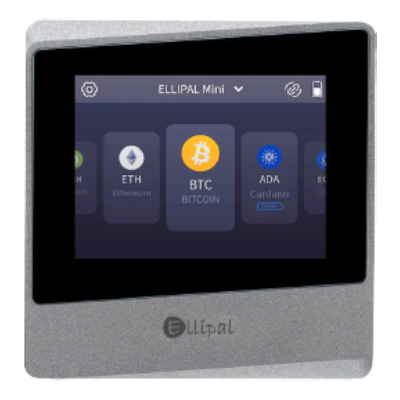 ELLIPAL Mini
ETH
Ethereum
BTC
BITCOIN
ADA
Cardano
Ellipal